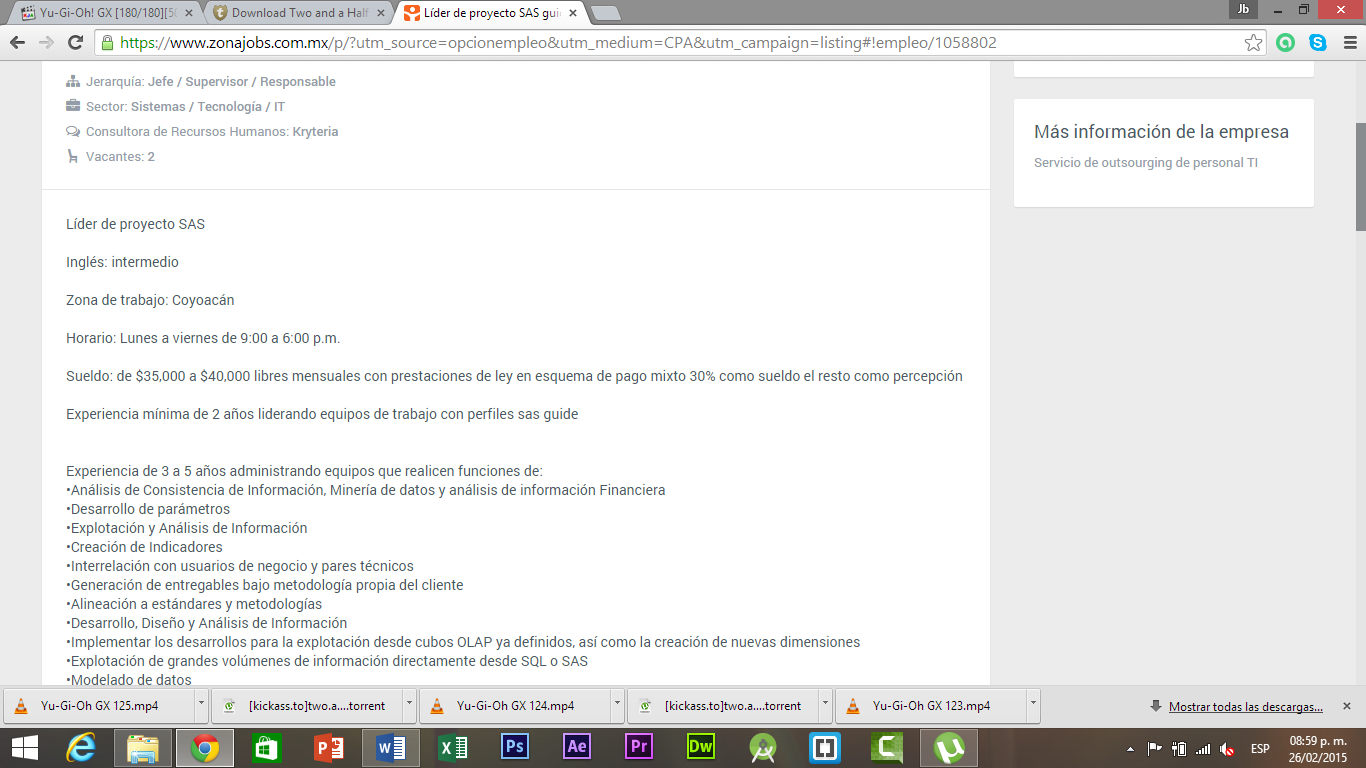 Yu-Gi-Oh! GX [180/180][50
Download Two and a Half
Líder de proyecto SAS gui
Jb
https://www.zonajobs.com.mx/p/?utm_source=opcionempleo&utm_medium=CPA&utm_campaign=listing#!empleo/1058802
Jerarquía: Jefe / Supervisor / Responsable
Sector: Sistemas / Tecnología / IT
Consultora de Recursos Humanos: Kryteria
Vacantes: 2
Más información de la empresa
Servicio de outsourging de personal TI
Líder de proyecto SAS
Inglés: intermedio
Zona de trabajo: Coyoacán
Horario: Lunes a viernes de 9:00 a 6:00 p.m.
Sueldo: de $35,000 a $40,000 libres mensuales con prestaciones de ley en esquema de pago mixto 30% como sueldo el resto como percepción
Experiencia mínima de 2 años liderando equipos de trabajo con perfiles sas guide
Experiencia de 3 a 5 años administrando equipos que realicen funciones de:
•Análisis de Consistencia de Información, Minería de datos y análisis de información Financiera
•Desarrollo de parámetros
•Explotación y Análisis de Información
•Creación de Indicadores
•Interrelación con usuarios de negocio y pares técnicos
•Generación de entregables bajo metodología propia del cliente
•Alineación a estándares y metodologías
•Desarrollo, Diseño y Análisis de Información
•Implementar los desarrollos para la explotación desde cubos OLAP ya definidos, así como la creación de nuevas dimensiones
•Explotación de grandes volúmenes de información directamente desde SQL o SAS
•Modelado de datos
Yu-Gi-Oh GX 125.mp4
[kickass.to]two.a....torrent
Yu-Gi-Oh GX 124.mp4
[kickass.to]two.a....torrent
Yu-Gi-Oh GX 123.mp4
Mostrar todas las descargas...
Ps
Ae
Pr
Dw
ESP
08:59 p. m.
26/02/2015